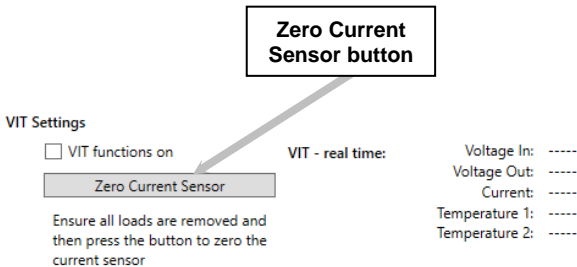 Zero Current
Sensor button
VIT Settings
VIT functions on
Zero Current Sensor
Ensure all loads are removed and
then press the button to zero the
current sensor
VIT - real time:
Voltage In: -----
Voltage Out: -----
Current: -----
Temperature 1: -----
Temperature 2: -----